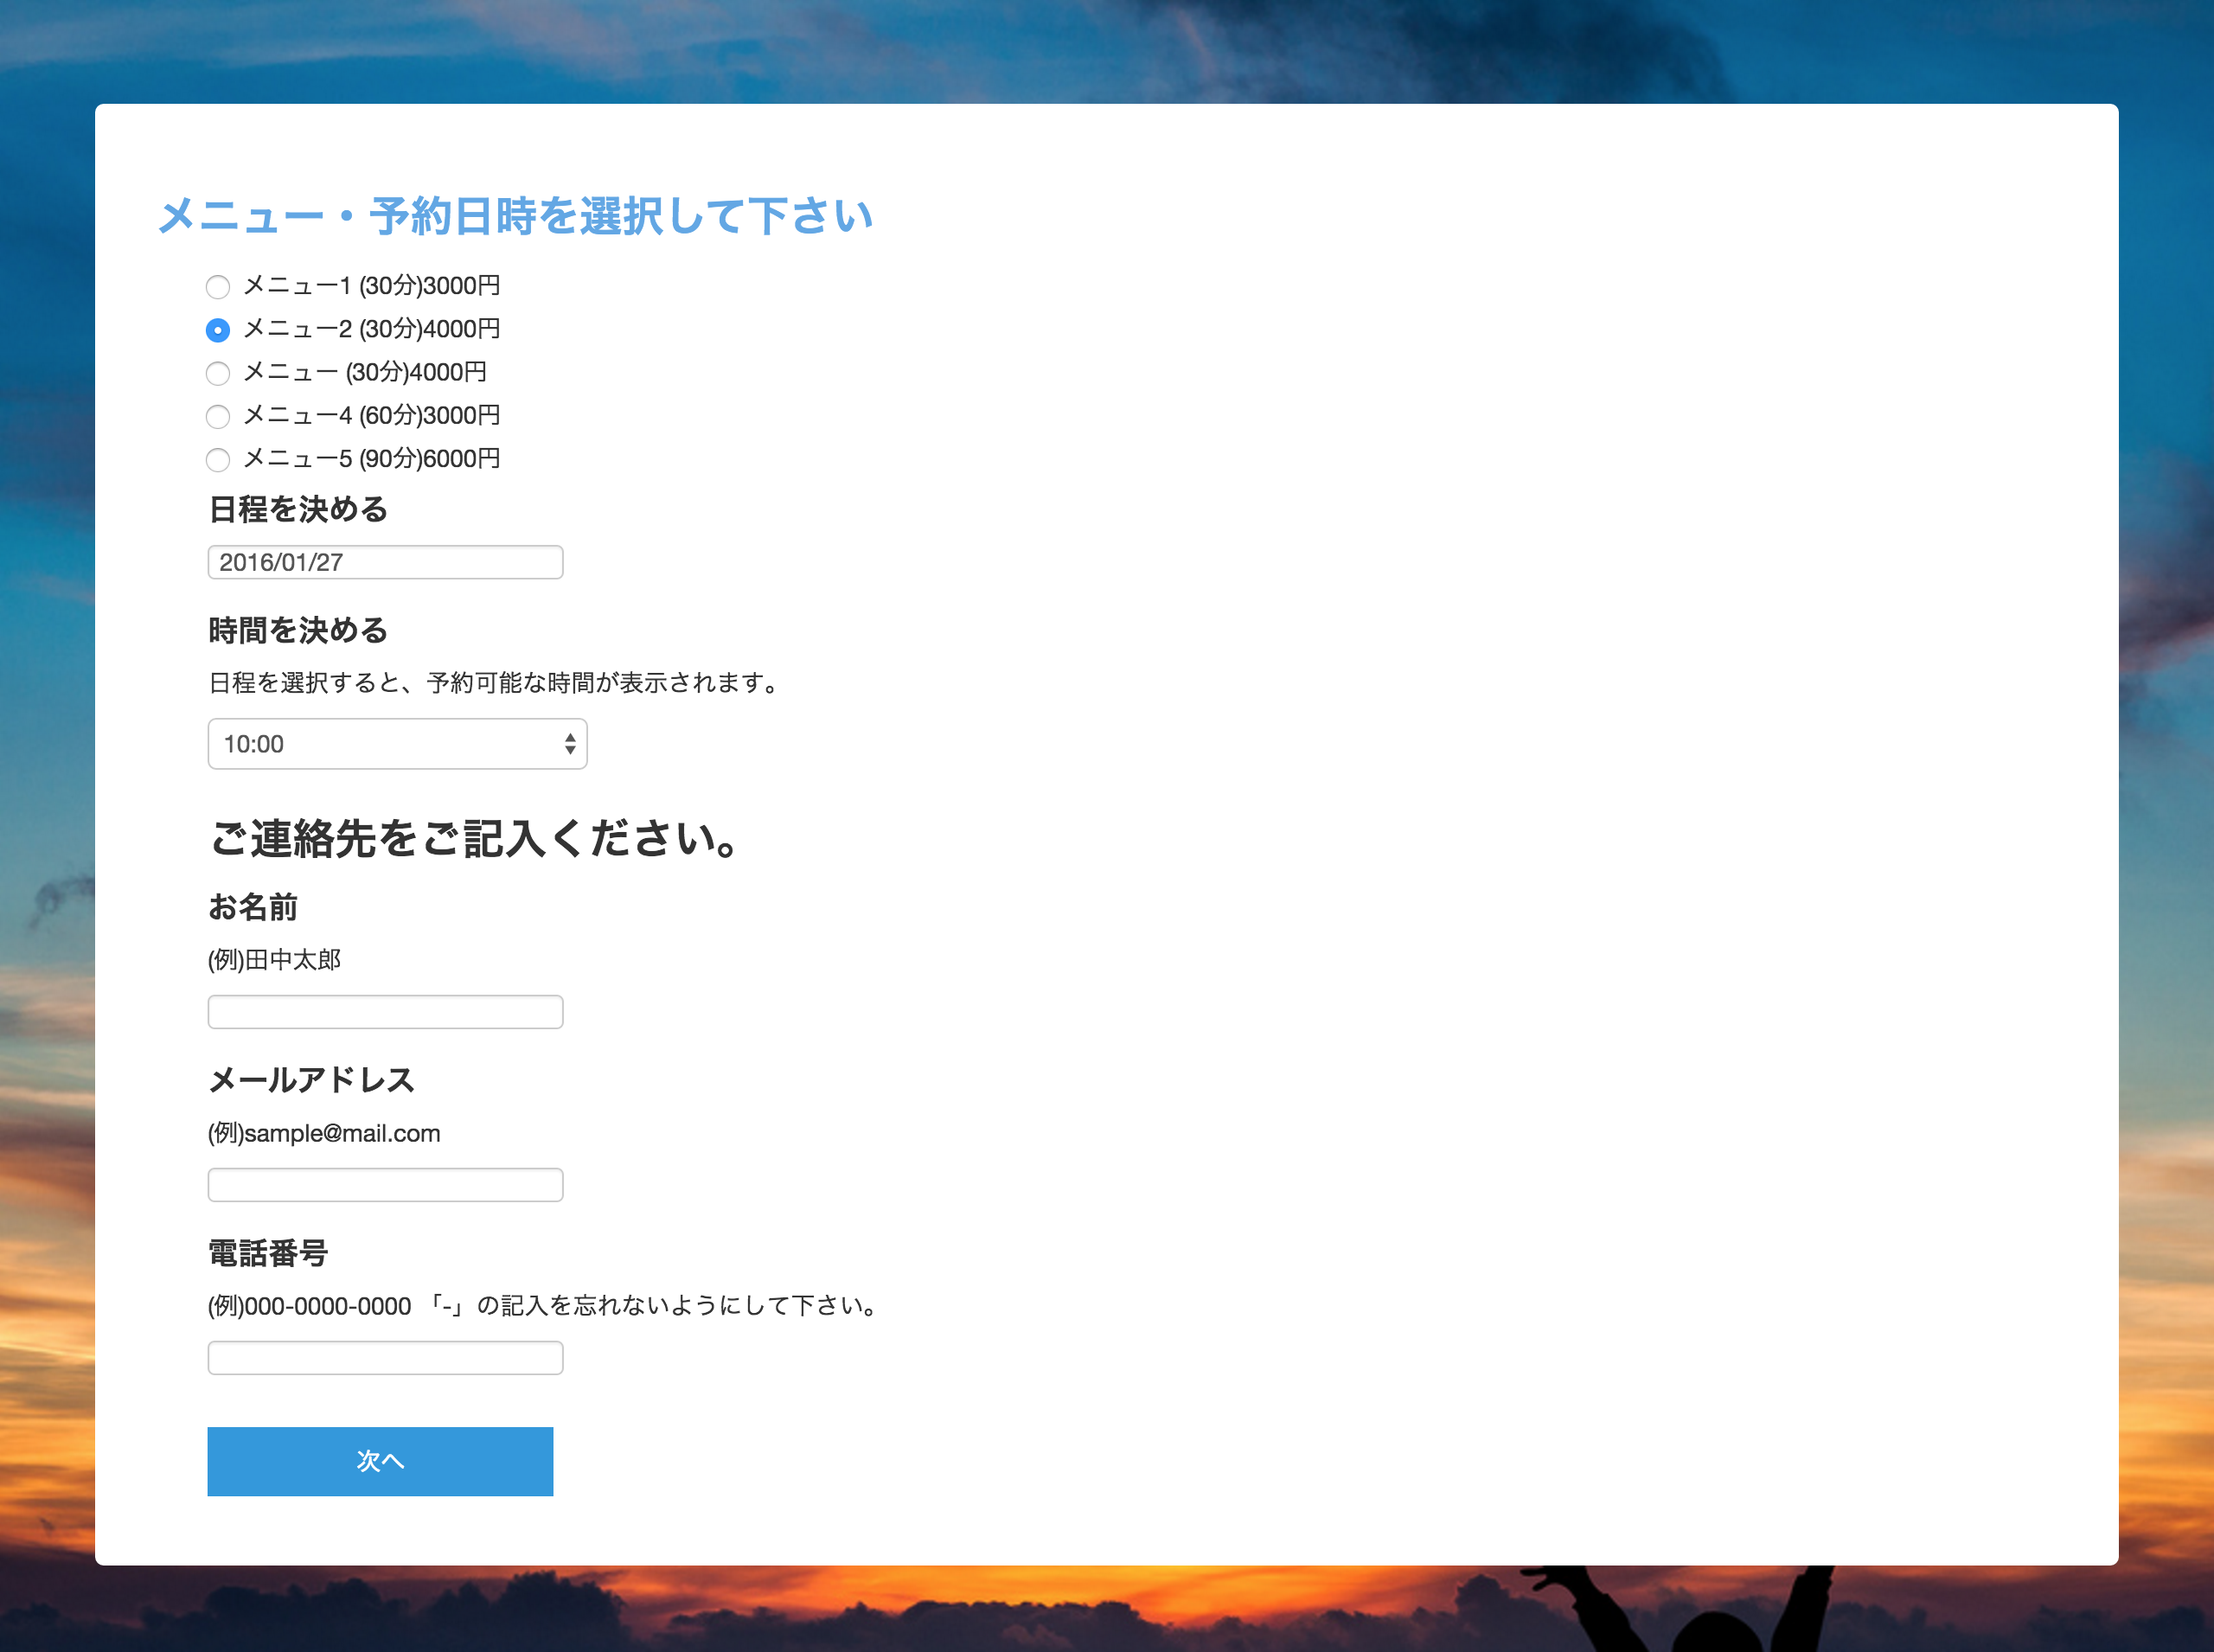 メニュー・予約日時を選択して下さい
メニュー1 (30分)3000円
メニュー2 (30分)4000円
メニュー (30分)4000円
メニュー4 (60分)3000円
メニュー5 (90分)6000円
日程を決める
2016/01/27
時間を決める
日程を選択すると、予約可能な時間が表示されます。
10:00
ご連絡先をご記入ください。
お名前
(例)田中太郎
メールアドレス
(例)sample@mail.com
電話番号
(例)000-0000-0000 「-」の記入を忘れないようにして下さい。
次へ